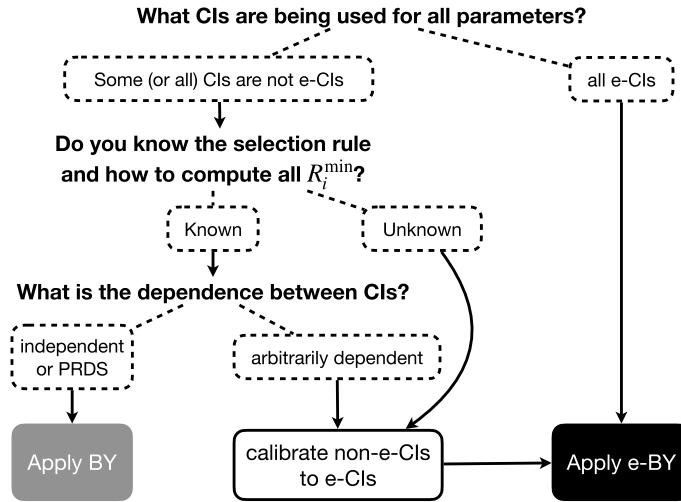 What CIs are being used for all parameters?
Some (or all) CIs are not e-CIs
all e-CIs
Do you know the selection rule
and how to compute all R_i^min?
Known
Unknown
What is the dependence between CIs?
independent
or PRDS
arbitrarily dependent
Apply BY
calibrate non-e-CIs
to e-CIs
Apply e-BY